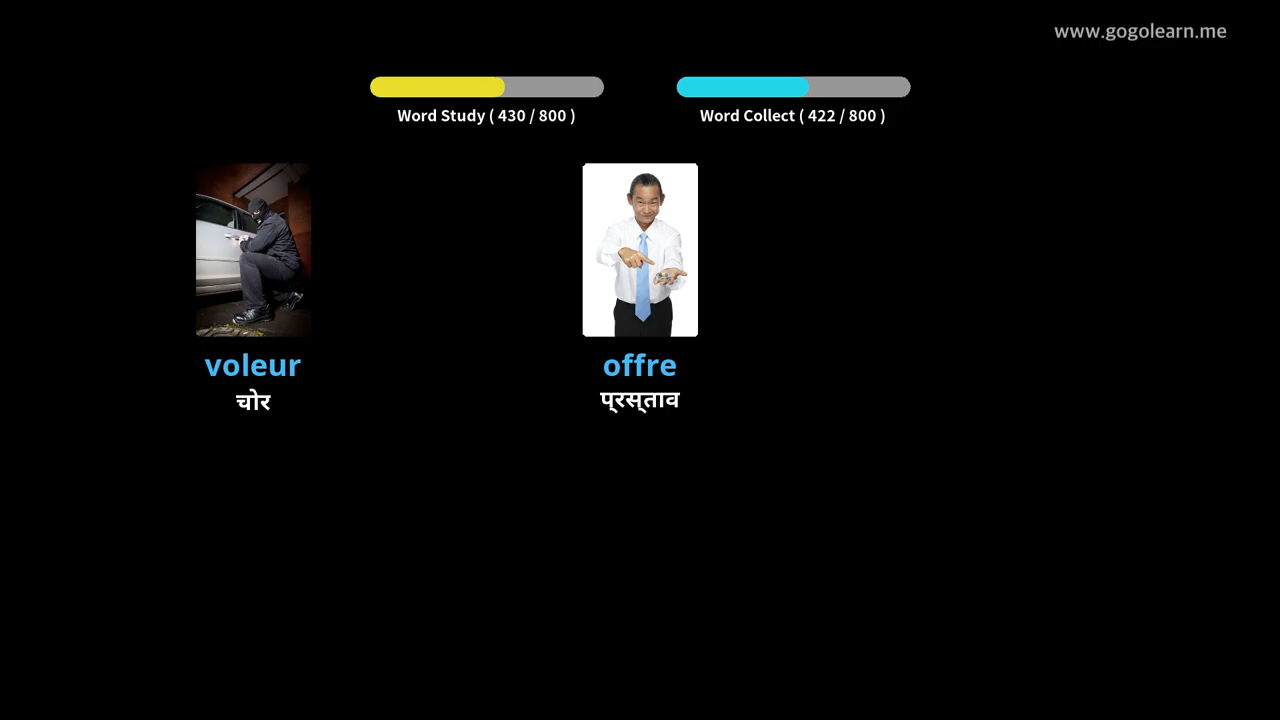 www.gogolearn.me
Word Study ( 430 / 800 )
Word Collect ( 422 / 800 )
voleur
चोर
offre
प्रस्ताव